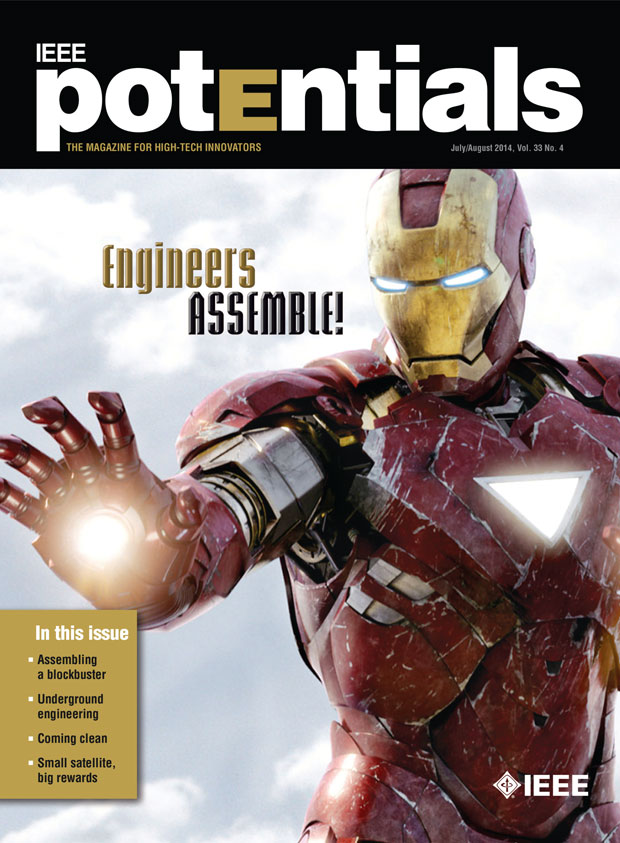 IEEE
potEntials
THE MAGAZINE FOR HIGH-TECH INNOVATORS
July/August 2014, Vol. 33 No. 4
Engineers
ASSEMBLE!
In this issue
Assembling
a blockbuster
Underground
engineering
Coming clean
Small satellite,
big rewards
IEEE